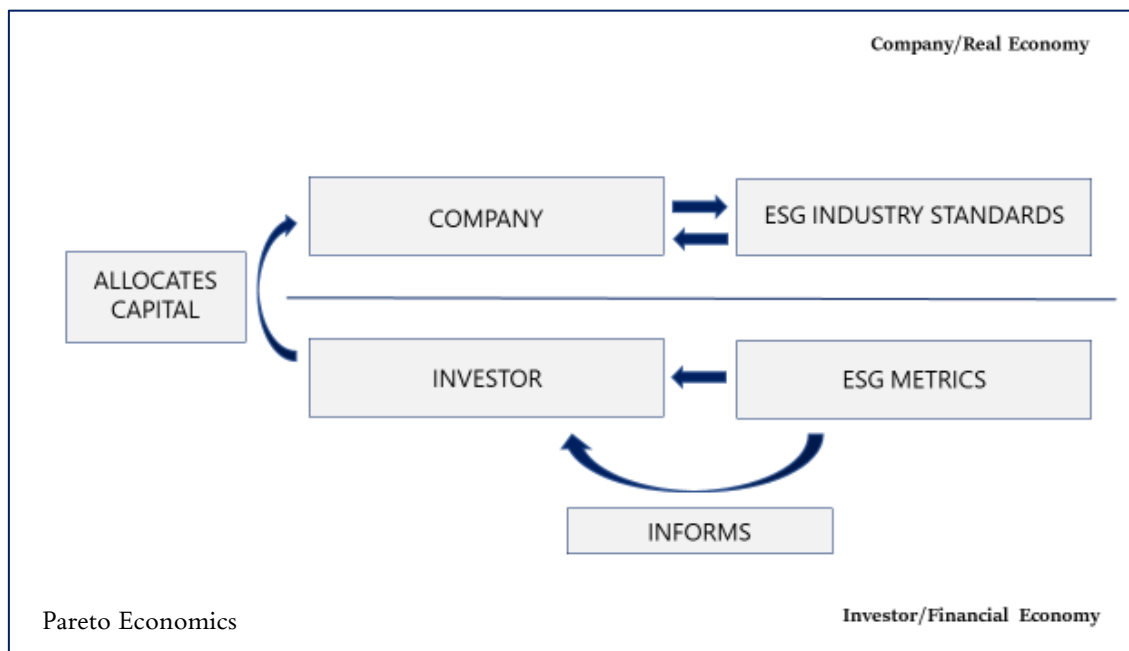 Company/Real Economy
COMPANY
ESG INDUSTRY STANDARDS
ALLOCATES
CAPITAL
INVESTOR
ESG METRICS
INFORMS
Pareto Economics
Investor/Financial Economy